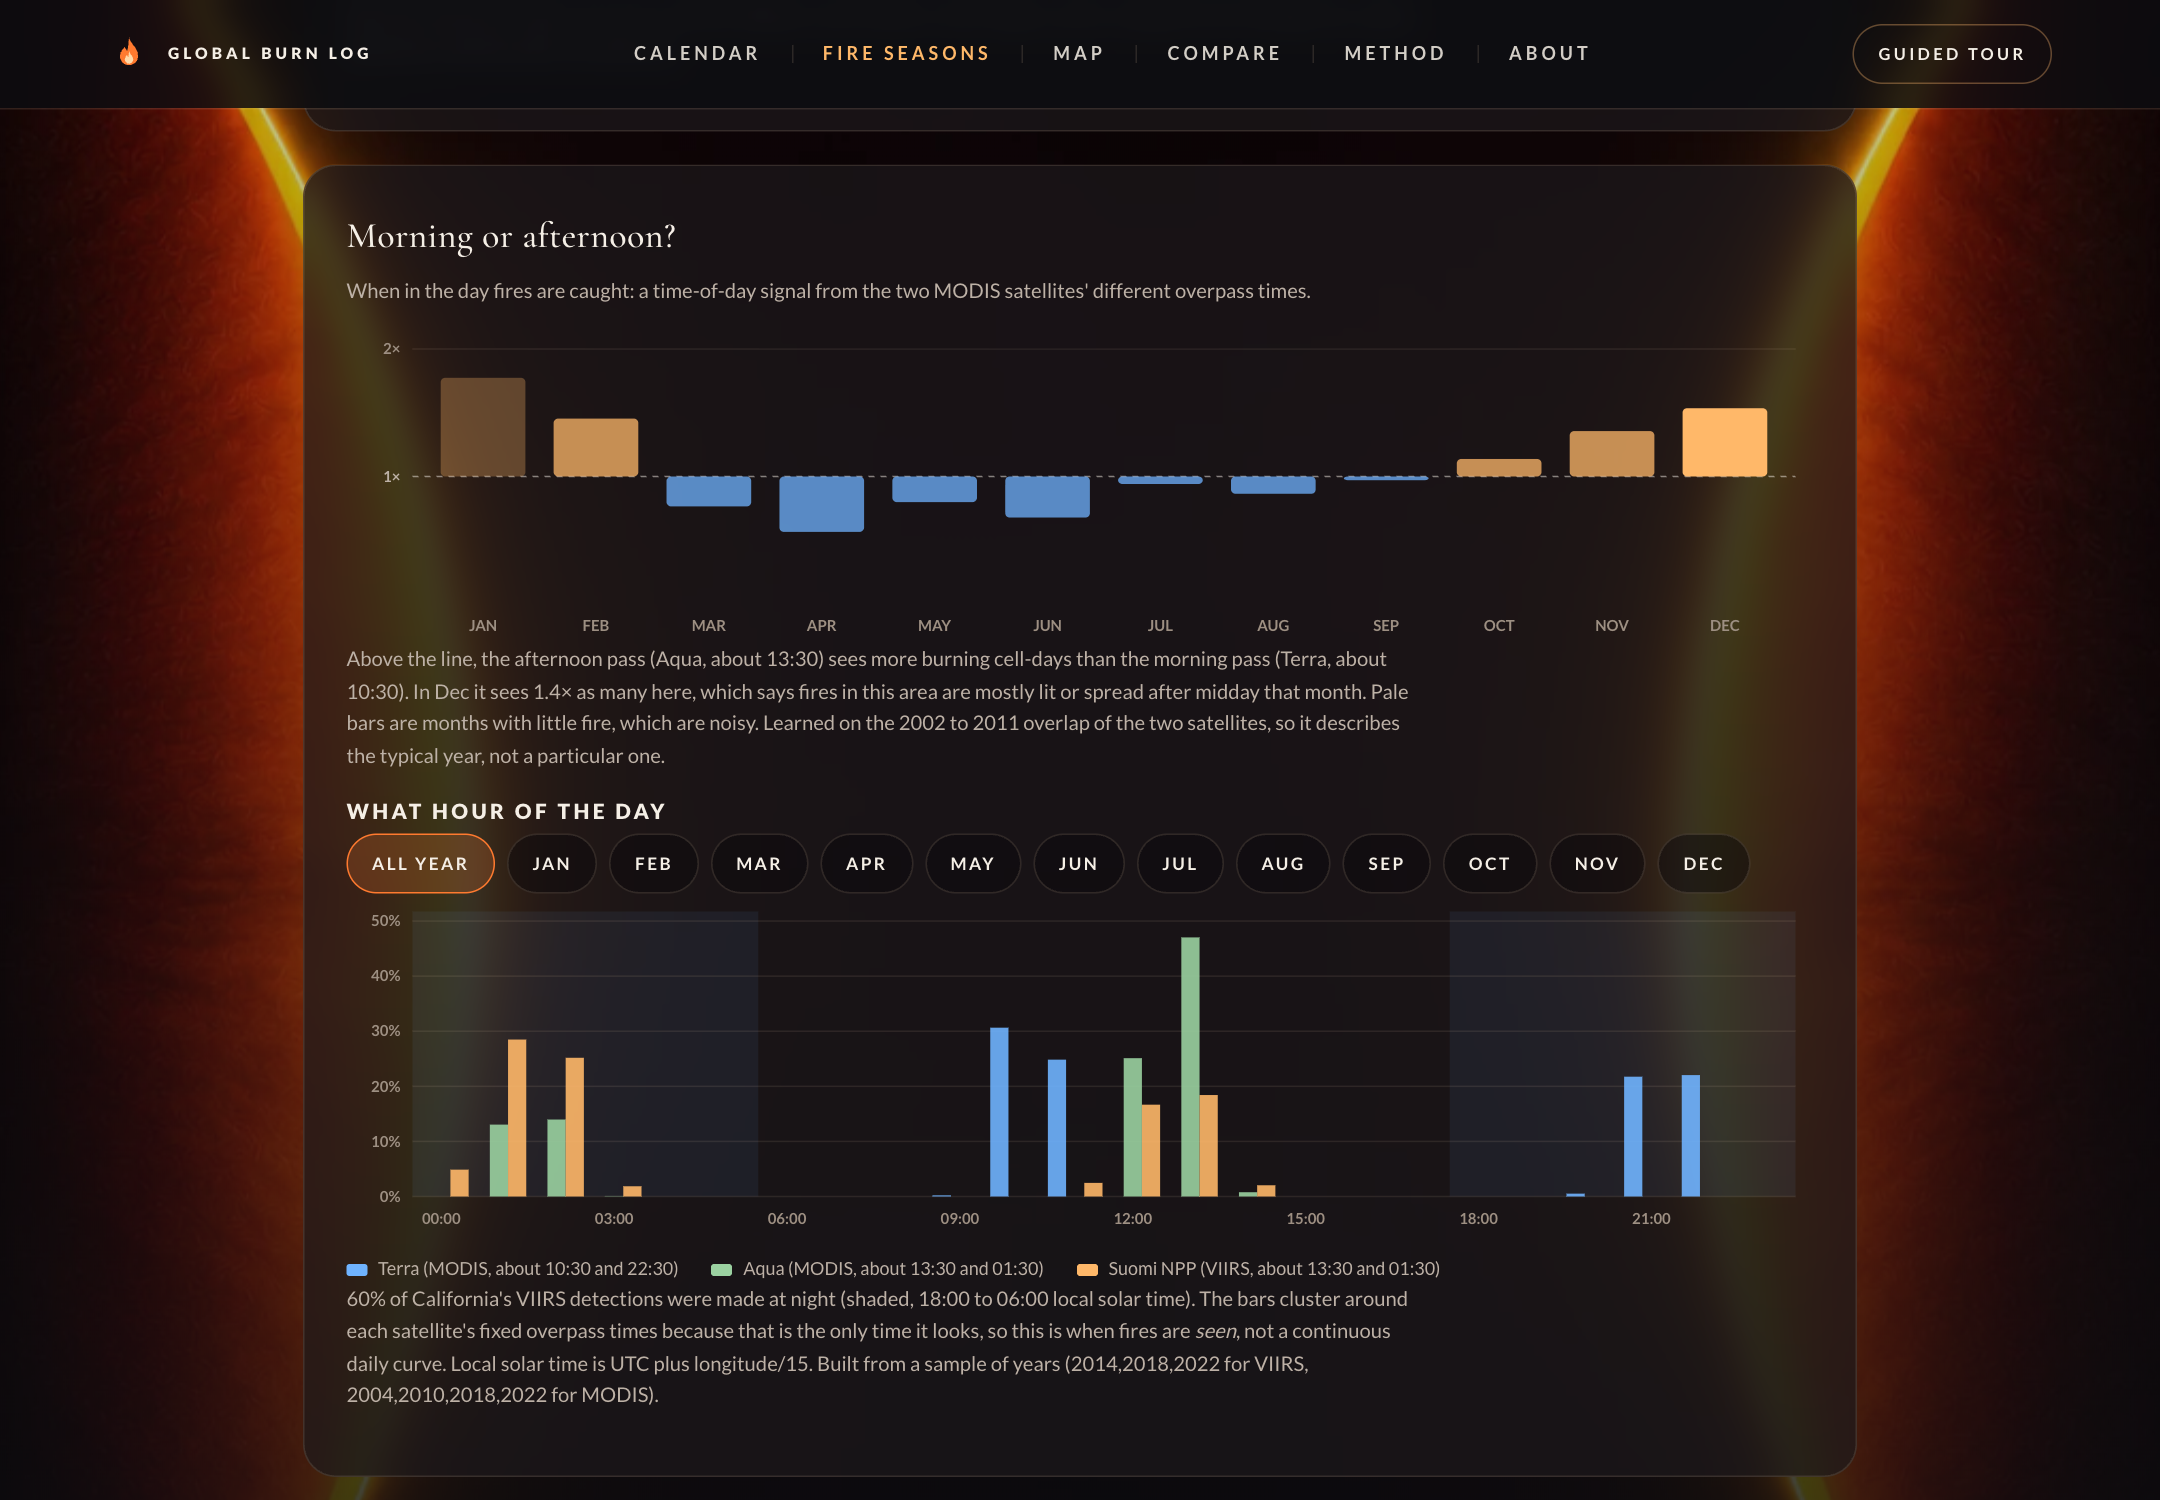 GLOBAL BURN LOG
CALENDAR
FIRE SEASONS
MAP
COMPARE
METHOD
ABOUT
GUIDED TOUR
Morning or afternoon?
When in the day fires are caught: a time-of-day signal from the two MODIS satellites' different overpass times.
2×
1×
JAN FEB MAR APR MAY JUN JUL AUG SEP OCT NOV DEC
Above the line, the afternoon pass (Aqua, about 13:30) sees more burning cell-days than the morning pass (Terra, about
10:30). In Dec it sees 1.4× as many here, which says fires in this area are mostly lit or spread after midday that month. Pale
bars are months with little fire, which are noisy. Learned on the 2002 to 2011 overlap of the two satellites, so it describes
the typical year, not a particular one.
WHAT HOUR OF THE DAY
ALL YEAR JAN FEB MAR APR MAY JUN JUL AUG SEP OCT NOV DEC
50%
40%
30%
20%
10%
0%
00:00 03:00 06:00 09:00 12:00 15:00 18:00 21:00
Terra (MODIS, about 10:30 and 22:30) Aqua (MODIS, about 13:30 and 01:30) Suomi NPP (VIIRS, about 13:30 and 01:30)
60% of California's VIIRS detections were made at night (shaded, 18:00 to 06:00 local solar time). The bars cluster around
each satellite's fixed overpass times because that is the only time it looks, so this is when fires are seen, not a continuous
daily curve. Local solar time is UTC plus longitude/15. Built from a sample of years (2014,2018,2022 for VIIRS,
2004,2010,2018,2022 for MODIS).